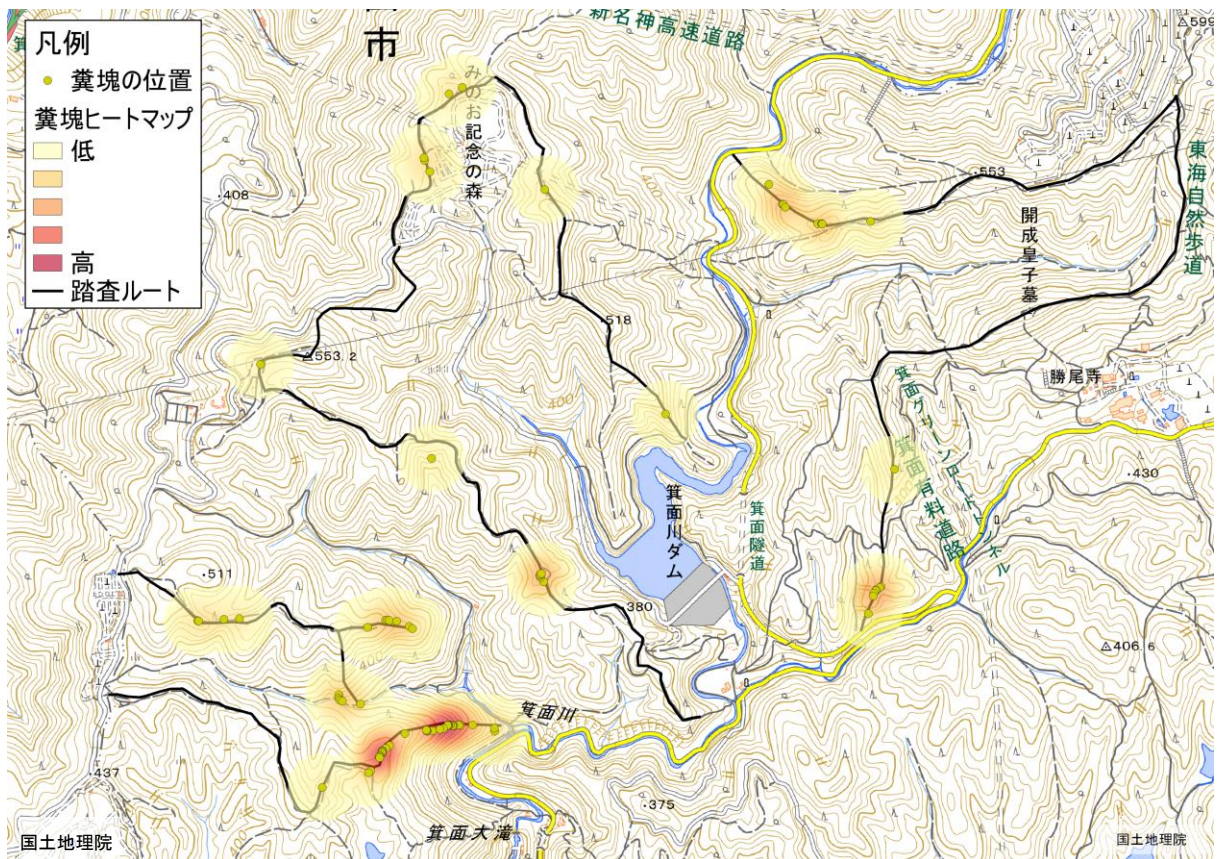 市
新名神高速道路
599
凡例
糞塊の位置
糞塊ヒートマップ
低
高
踏査ルート
みのお記念の森
408
400
553
東海自然歩道
開成皇子墓
518
553.2
勝尾寺
400
箕面グリーンロードトンネル
箕面有料道路
430
箕面川ダム
箕面隧道
511
380
406.6
400
箕面川
437
375
箕面大滝
国土地理院
国土地理院